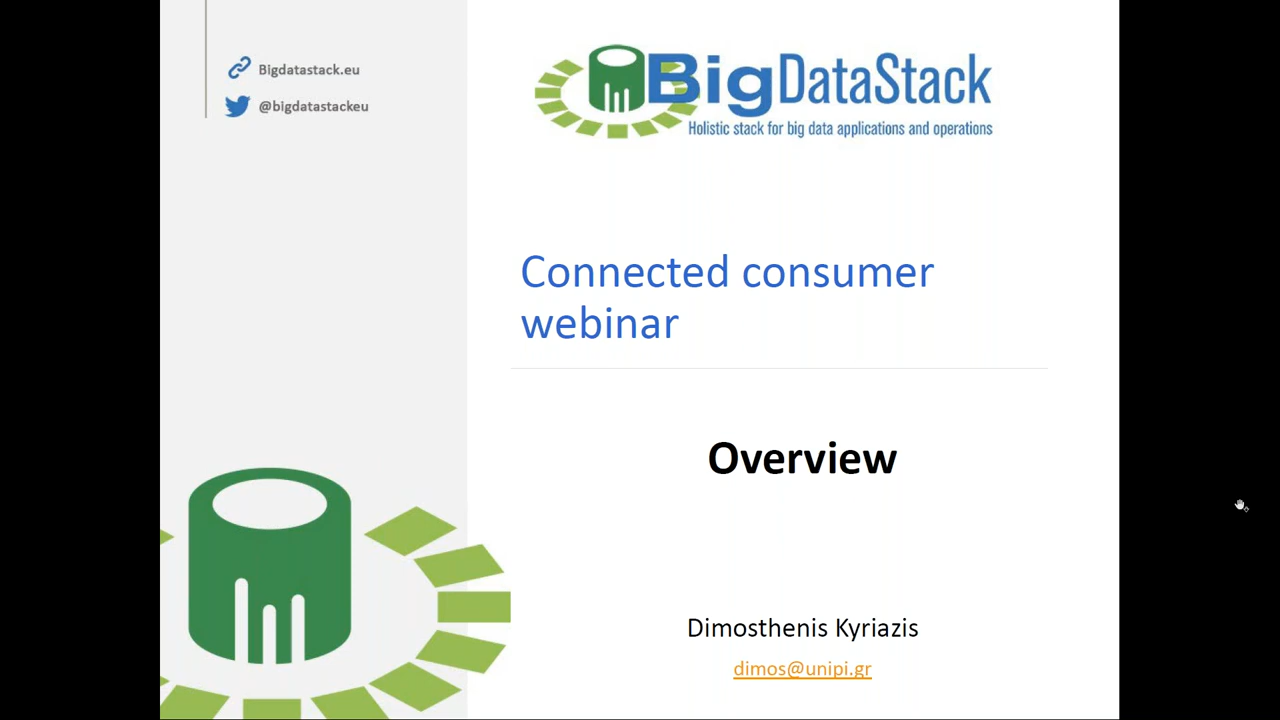 Bigdatastack.eu
@bigdatastackeu
BigDataStack
Holistic stack for big data applications and operations
Connected consumer
webinar
Overview
Dimosthenis Kyriazis
dimos@unipi.gr